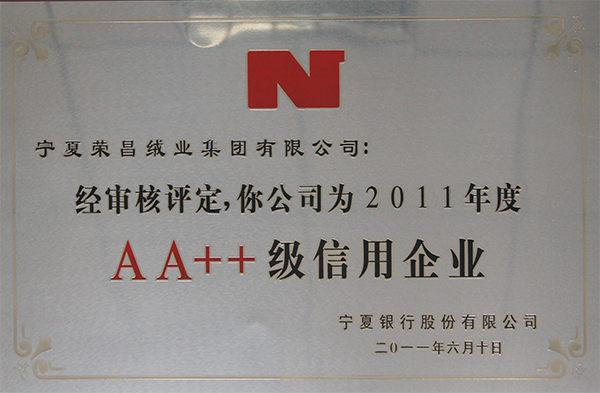 宁夏荣昌绒业集团有限公司:
经审核评定,你公司为2011年度
AA++级信用企业
宁夏银行股份有限公司
二〇一一年六月十日